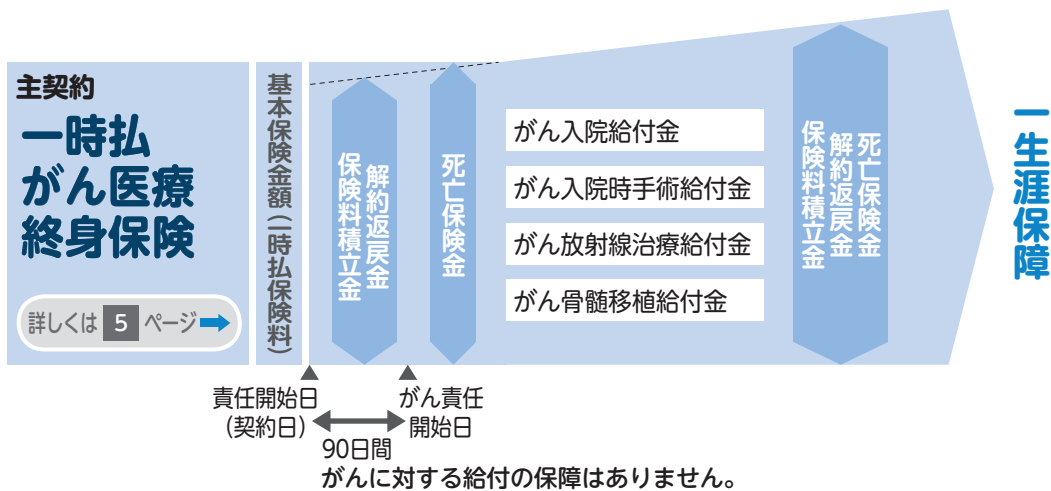 主契約
一時払
がん医療
終身保険
詳しくは 5 ページ
基本保険金額(一時払保険料)
保険料積立金
解約返戻金
死亡保険金
がん入院給付金
がん入院時手術給付金
がん放射線治療給付金
がん骨髄移植給付金
死亡保険金
解約返戻金
保険料積立金
一生涯保障
責任開始日
(契約日)
がん責任
開始日
90日間
がんに対する給付の保障はありません。